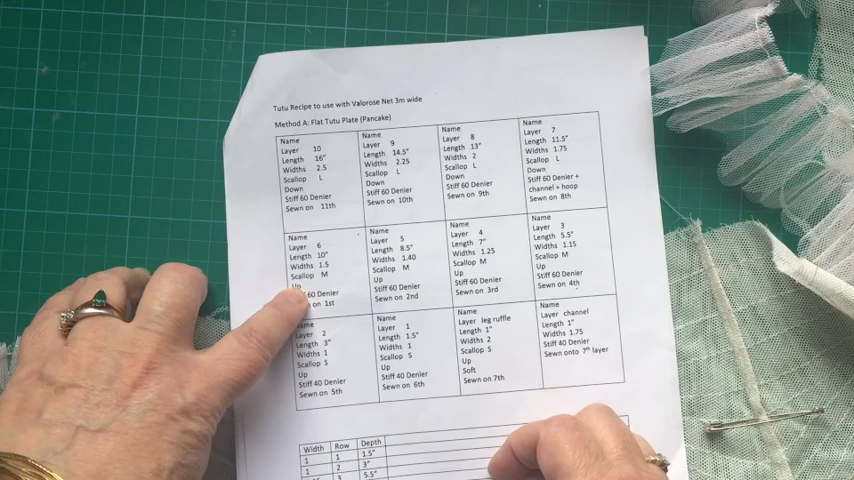 Tutu Recipe to use with Valorose Net 3m wide
Method A: Flat Tutu Plate (Pancake)
Name
Layer 10
Length 16"
Widths 2.5
Scallop L
Down
Stiff 60 Denier
Sewn on 11th
Name
Layer 9
Length 14.5"
Widths 2.25
Scallop L
Down
Stiff 60 Denier
Sewn on 10th
Name
Layer 8
Length 13"
Widths 2
Scallop L
Down
Stiff 60 Denier
Sewn on 9th
Name
Layer 7
Length 11.5"
Widths 1.75
Scallop L
Down
Stiff 60 Denier +
channel + hoop
Sewn on 8th
Name
Layer 6
Length 10"
Widths 1.5
Scallop M
Up
60 Denier
on 1st
Name
Layer 5
Length 8.5"
Widths 1.40
Scallop M
Up
Stiff 60 Denier
Sewn on 2nd
Name
Layer 4
Length 7"
Widths 1.25
Scallop M
Up
Stiff 60 Denier
Sewn on 3rd
Name
Layer 3
Length 5.5"
Widths 1.15
Scallop M
Up
Stiff 60 Denier
Sewn on 4th
Name
Layer 2
Length 3"
Widths 1
Scallop S
Up
Stiff 40 Denier
Sewn on 5th
Name
Layer 1
Length 1.5"
Widths 1
Scallop S
Up
Stiff 40 Denier
Sewn on 6th
Name
Layer leg ruffle
Length 1"
Widths 2
Scallop S
Up
Soft
Sewn on 7th
Name
Layer channel
Length 1"
Widths 1.75
Stiff 40 Denier
Sewn onto 7th layer
Width Row Depth
1 1 1.5"
1 2 3"
3 5.5"